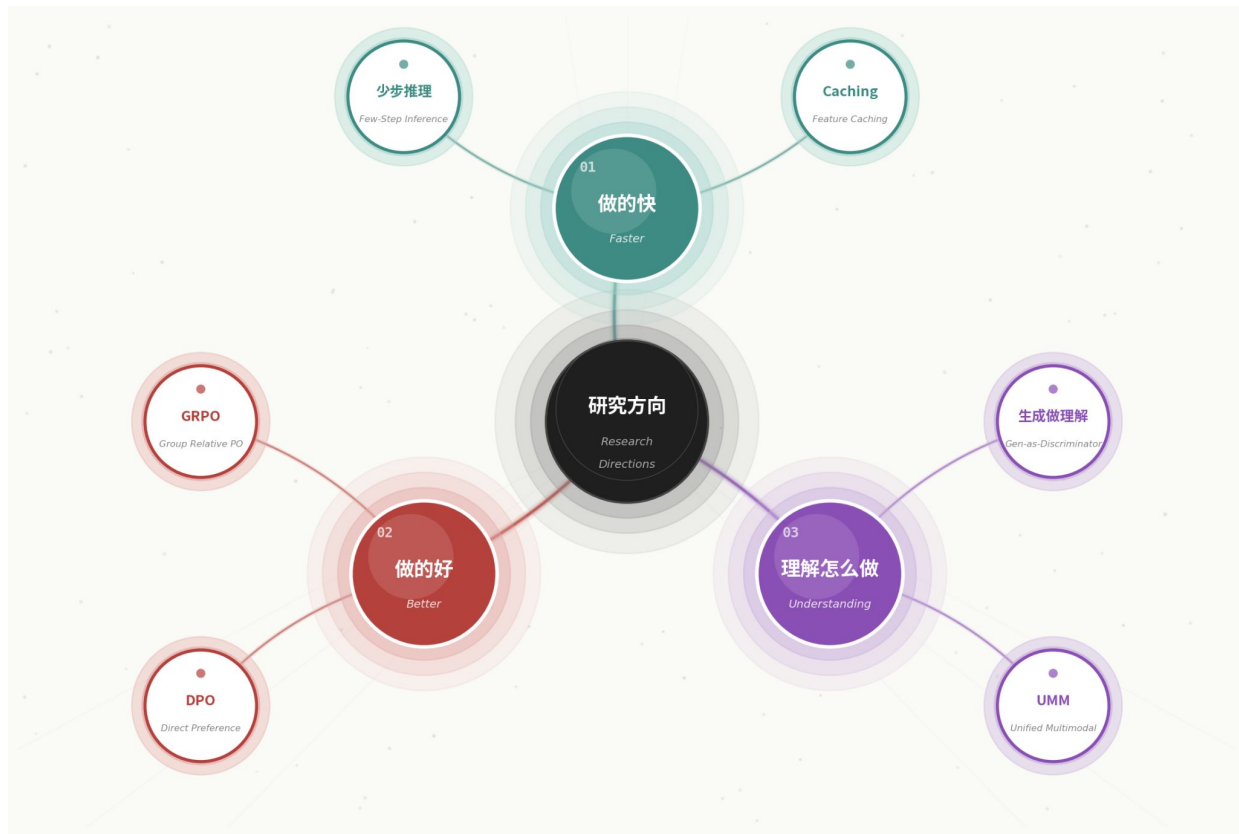 少步推理
Few-Step Inference
Caching
Feature Caching
01
做的快
Faster
研究方向
Research
Directions
GRPO
Group Relative PO
生成做理解
Gen-as-Discriminator
02
做的好
Better
03
理解怎么做
Understanding
DPO
Direct Preference
UMM
Unified Multimodal